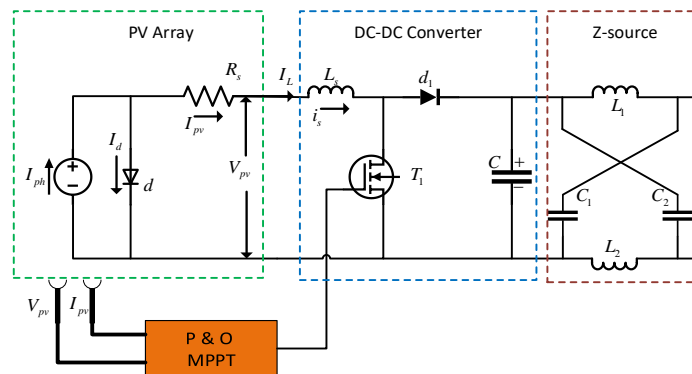 PV Array
DC-DC Converter
Z-source
R_s
I_L
L_s
d_1
I_pv
i_s
L_1
I_d
I_ph
d
V_pv
T_1
C
+
−
C_1
C_2
L_2
+
−
V_pv
I_pv
P & O
MPPT